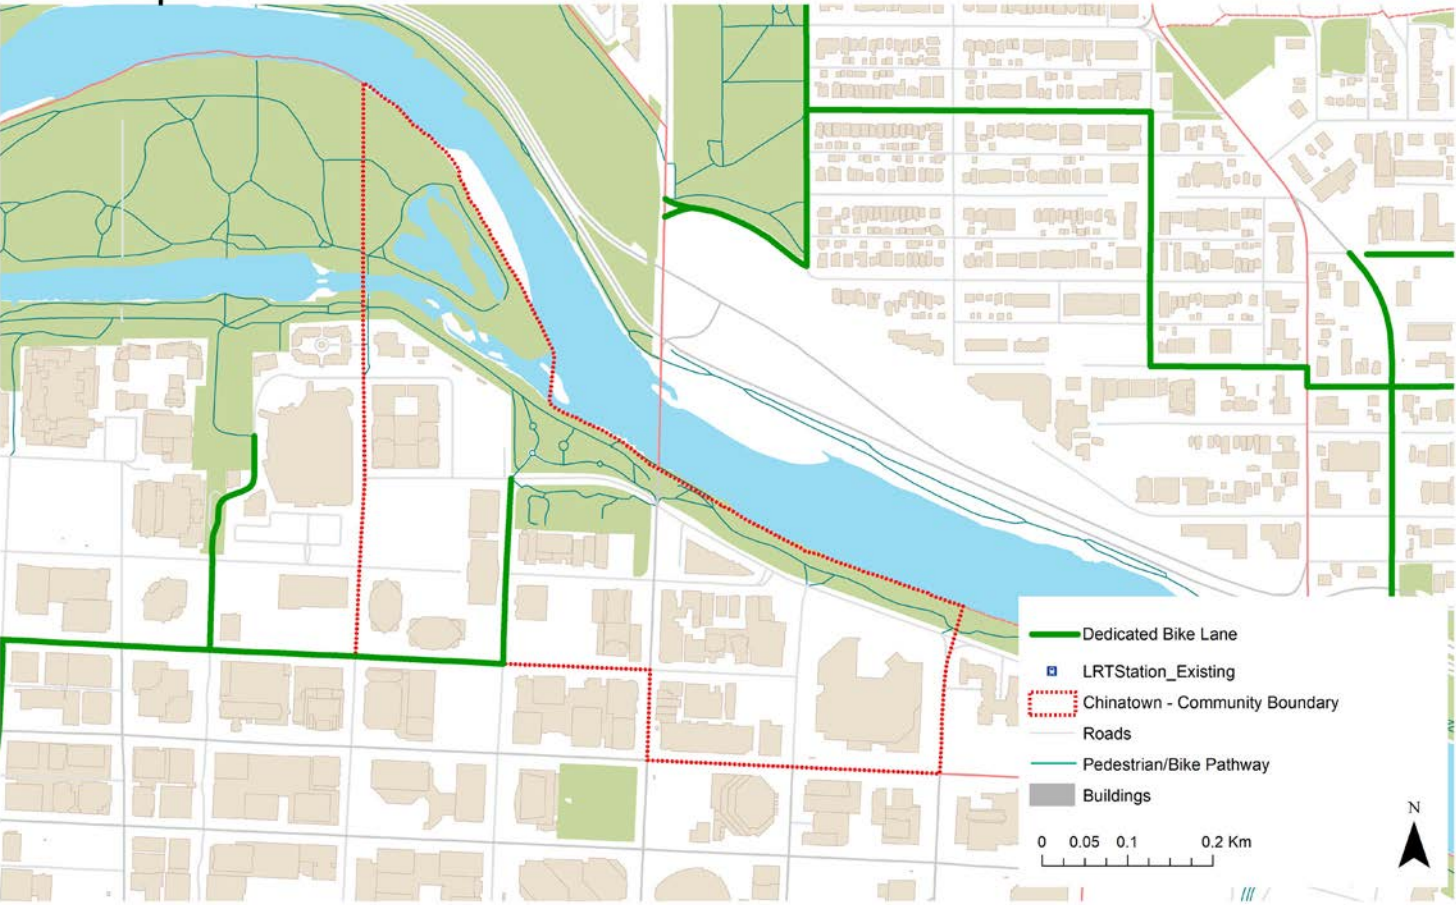 Dedicated Bike Lane
LRTStation_Existing
Chinatown - Community Boundary
Roads
Pedestrian/Bike Pathway
Buildings
N
0 0.05 0.1 0.2 Km